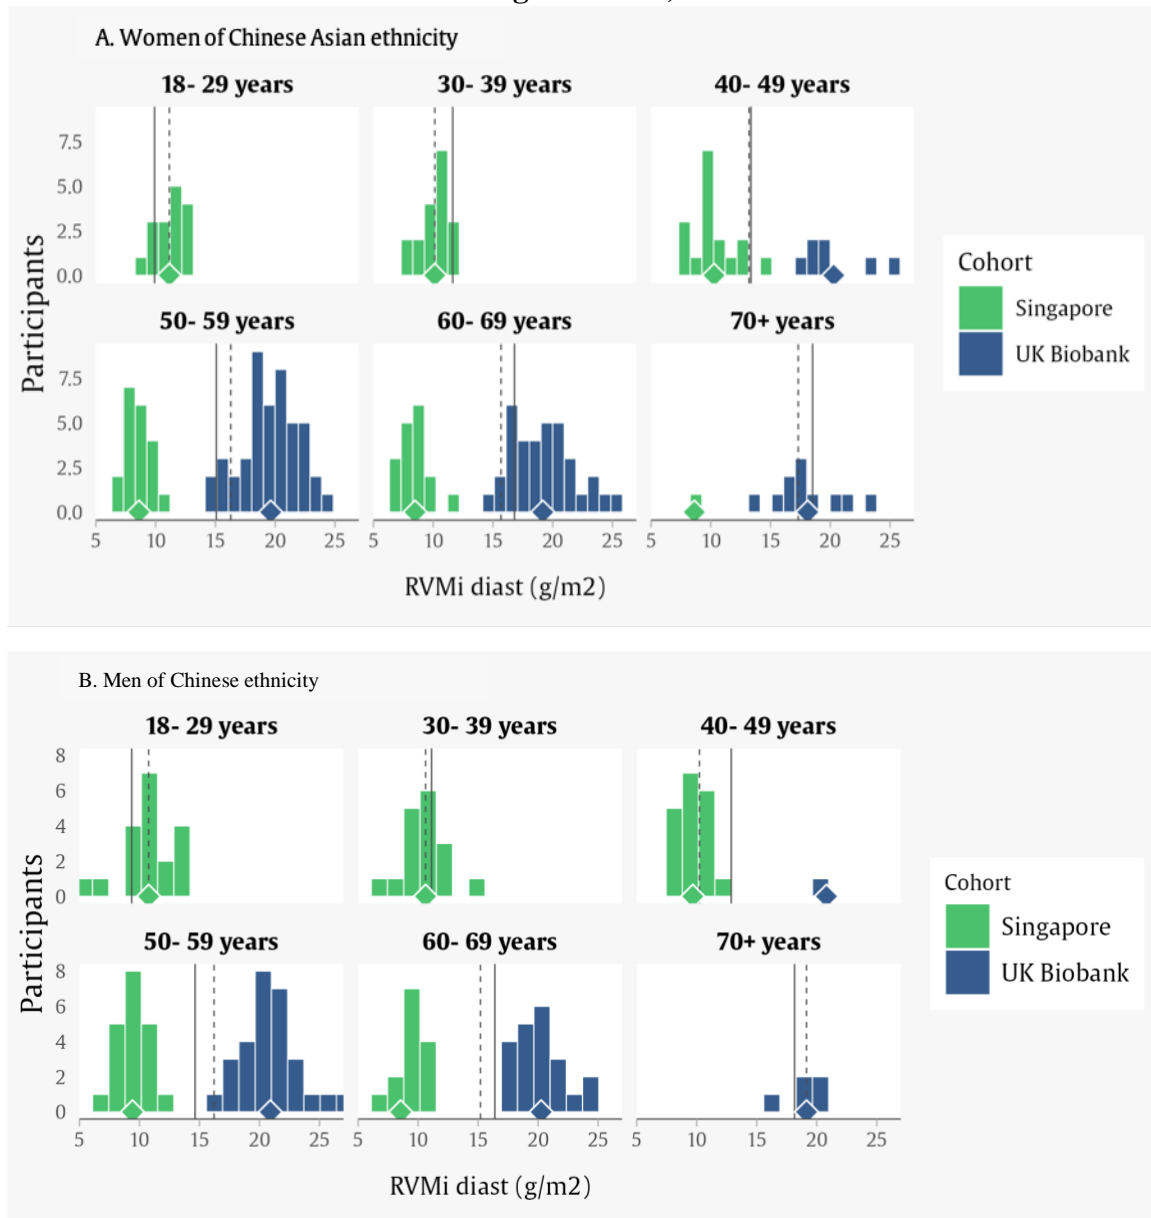 A. Women of Chinese Asian ethnicity
18- 29 years
30- 39 years
40- 49 years
7.5
5.0
2.5
0.0
50- 59 years
60- 69 years
70+ years
7.5
5.0
2.5
0.0
5 10 15 20 25 5 10 15 20 25 5 10 15 20 25
Participants
RVMi diast (g/m2)
Cohort
Singapore
UK Biobank
B. Men of Chinese ethnicity
18- 29 years
30- 39 years
40- 49 years
8
6
4
2
0
50- 59 years
60- 69 years
70+ years
8
6
4
2
0
5 10 15 20 25 5 10 15 20 25 5 10 15 20 25
Participants
RVMi diast (g/m2)
Cohort
Singapore
UK Biobank